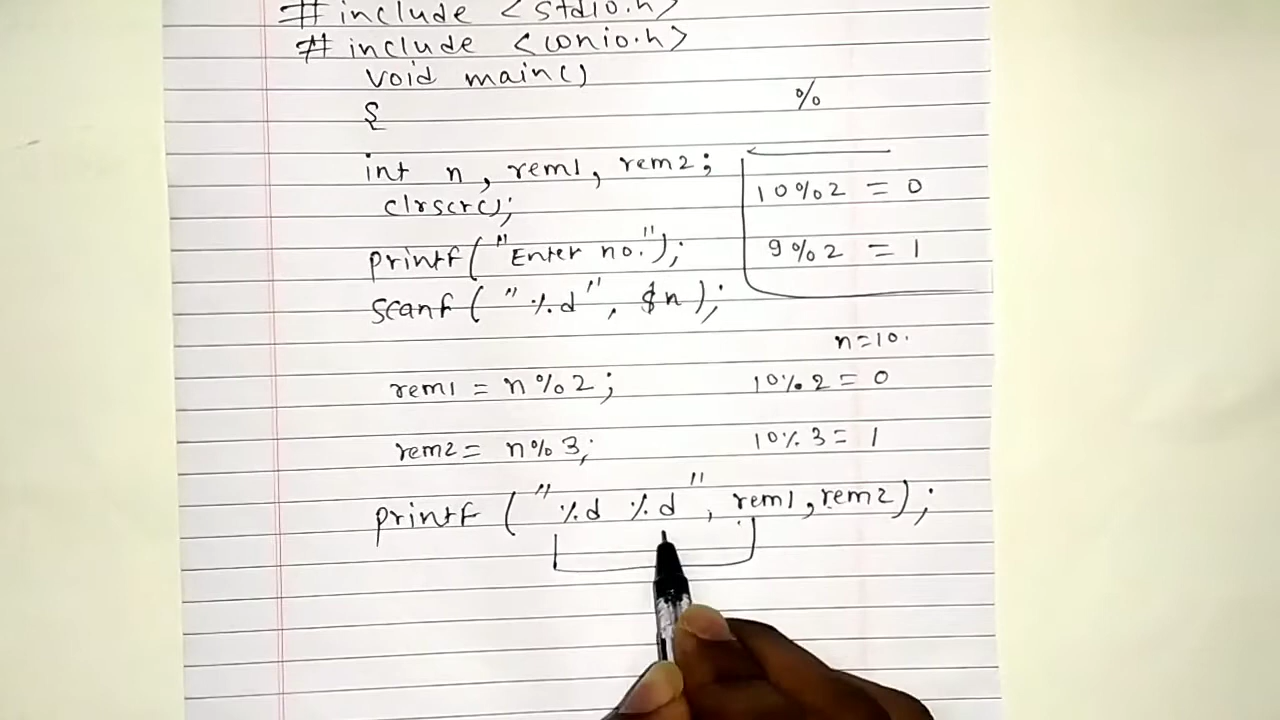 # include <stdio.h>
# include <conio.h>
void main()
{
%
int n, rem1, rem2;
clrscr();
10%2 = 0
printf("Enter no.");
9%2 = 1
scanf("%d", $n);
n=10.
rem1 = n%2;
10%2 = 0
rem2 = n%3;
10%3 = 1
printf("%d %d", rem1,rem2);